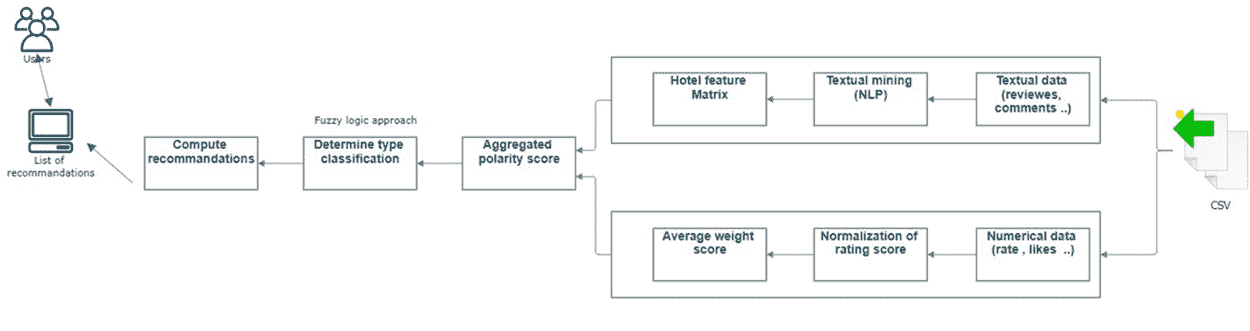 Users
List of
recommandations
Compute
recommandations
Fuzzy logic approach
Determine type
classification
Aggregated
polarity score
Hotel feature
Matrix
Textual mining
(NLP)
Textual data
(reviewes,
comments ..)
Average weight
score
Normalization of
rating score
Numerical data
(rate , likes ..)
CSV